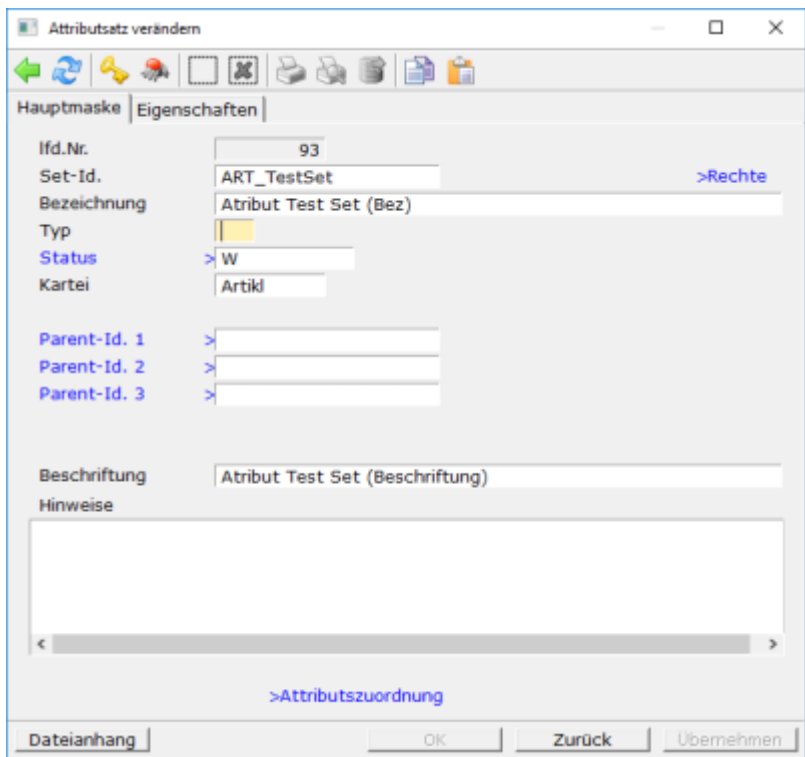 Attributsatz verändern
Hauptmaske Eigenschaften
lfd.Nr. 93
Set-Id. ART_TestSet >Rechte
Bezeichnung Atribut Test Set (Bez)
Typ
Status > W
Kartei Artikl
Parent-Id. 1 >
Parent-Id. 2 >
Parent-Id. 3 >
Beschriftung Atribut Test Set (Beschriftung)
Hinweise
>Attributszuordnung
Dateianhang OK Zurück Übernehmen